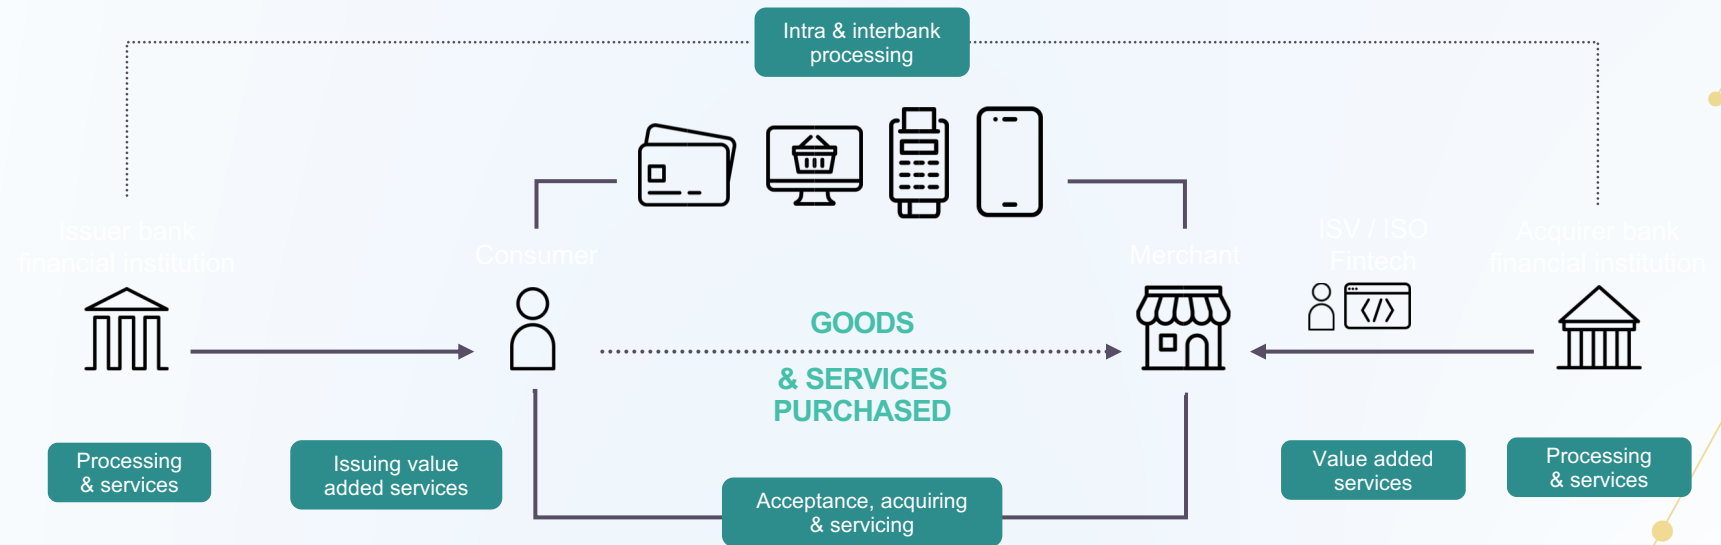 Intra & interbank
processing
Issuer bank
financial institution
Consumer
Merchant
ISV / ISO
Fintech
Acquirer bank
financial institution
GOODS
& SERVICES
PURCHASED
Processing
& services
Issuing value
added services
Acceptance, acquiring
& servicing
Value added
services
Processing
& services